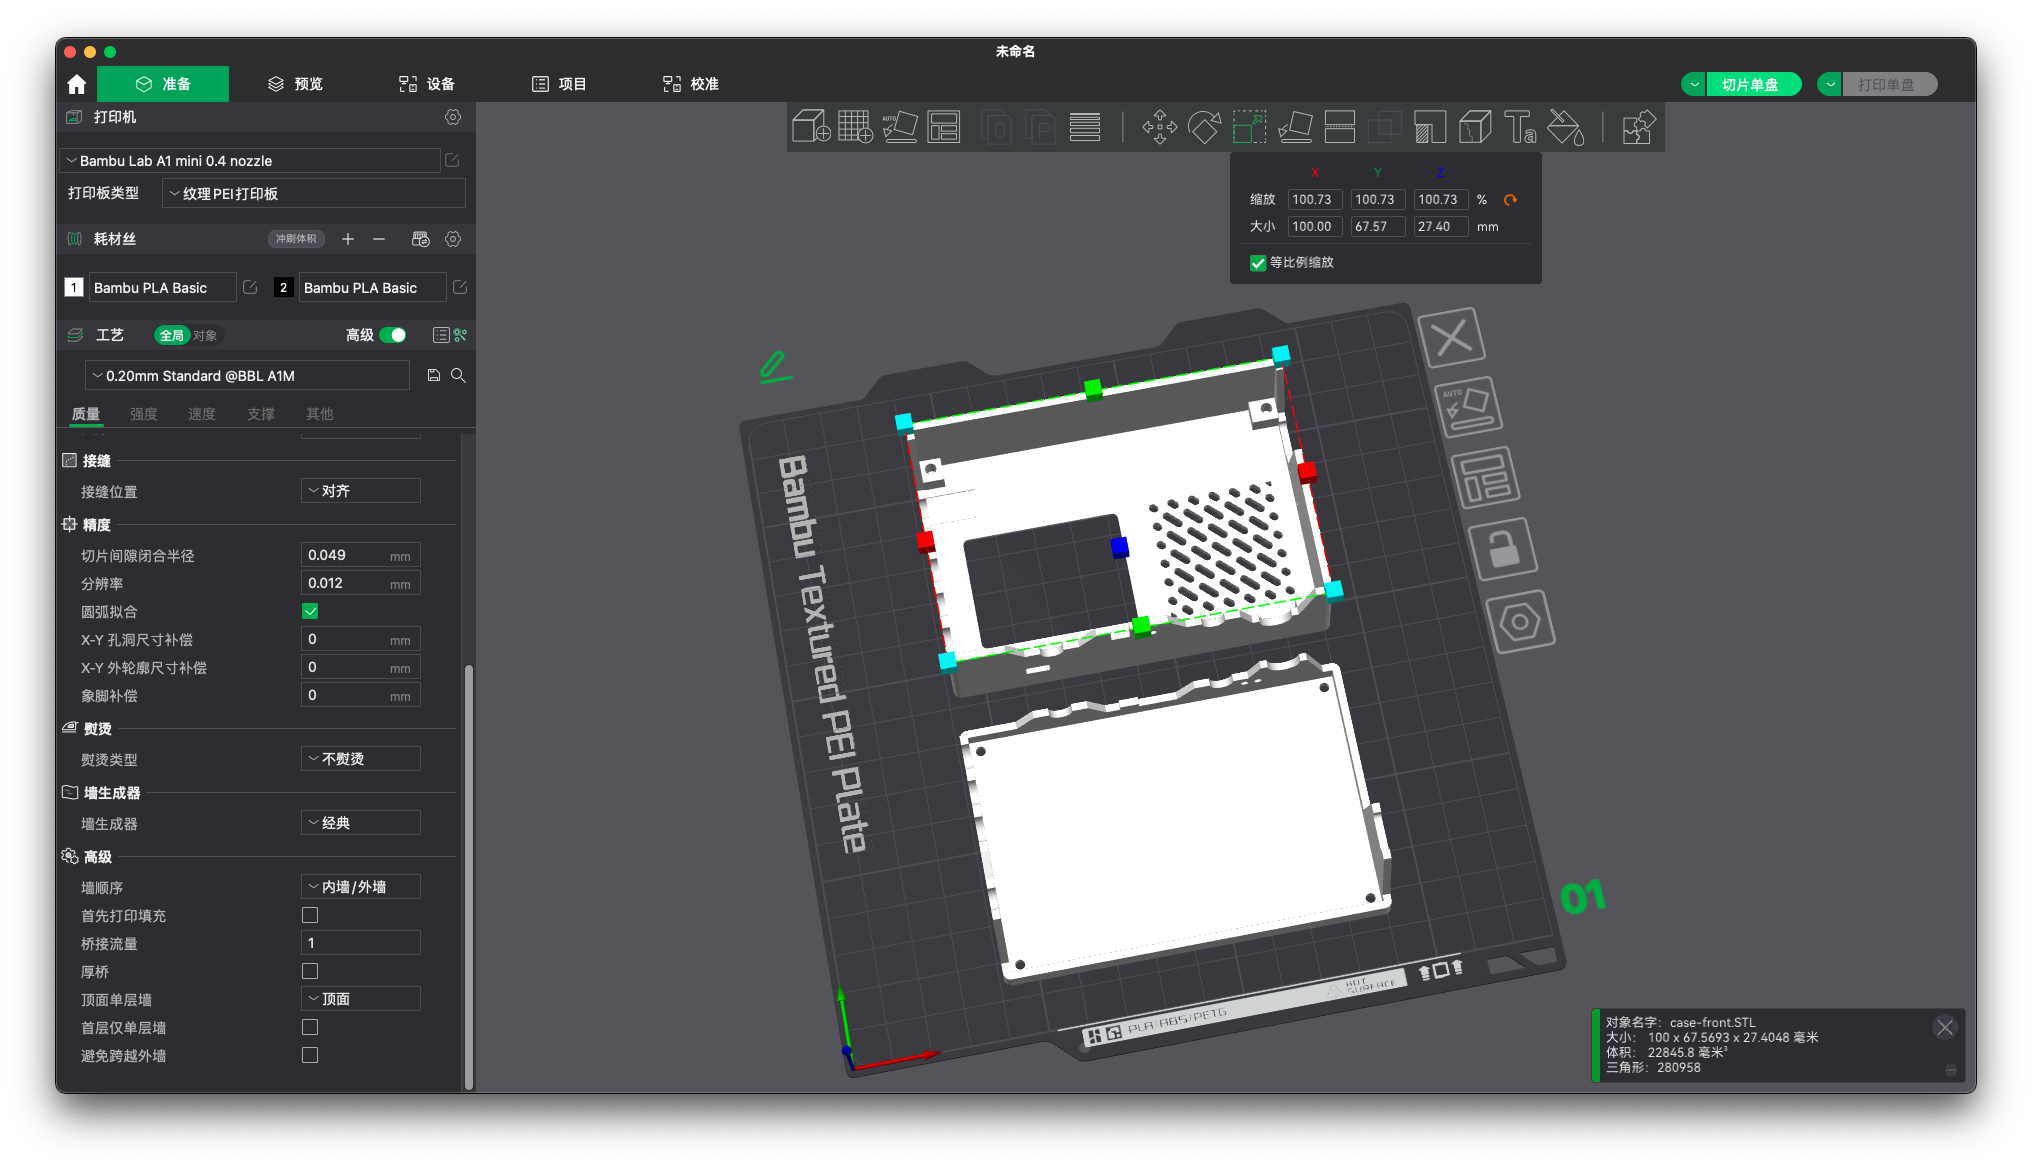 未命名
准备
预览
设备
项目
校准
切片单盘
打印单盘
打印机
Bambu Lab A1 mini 0.4 nozzle
打印板类型
纹理PEI打印板
耗材丝
冲刷体积
1
Bambu PLA Basic
2
Bambu PLA Basic
工艺
全局
对象
高级
0.20mm Standard @BBL A1M
质量
强度
速度
支撑
其他
接缝
接缝位置
对齐
精度
切片间隙闭合半径
0.049 mm
分辨率
0.012 mm
圆弧拟合
X-Y 孔洞尺寸补偿
0 mm
X-Y 外轮廓尺寸补偿
0 mm
象脚补偿
0 mm
熨烫
熨烫类型
不熨烫
墙生成器
墙生成器
经典
高级
墙顺序
内墙/外墙
首先打印填充
桥接流量
1
厚桥
顶面单层墙
顶面
首层仅单层墙
避免跨越外墙
AUTO
Ta
X
Y
Z
缩放
100.73
100.73
100.73
%
大小
100.00
67.57
27.40
mm
等比例缩放
AUTO
Bambu Textured PEI Plate
01
HOT
SURFACE
PLA/ABS/PETG
对象名字: case-front.STL
大小: 100 x 67.5693 x 27.4048 毫米
体积: 22845.8 毫米³
三角形: 280958